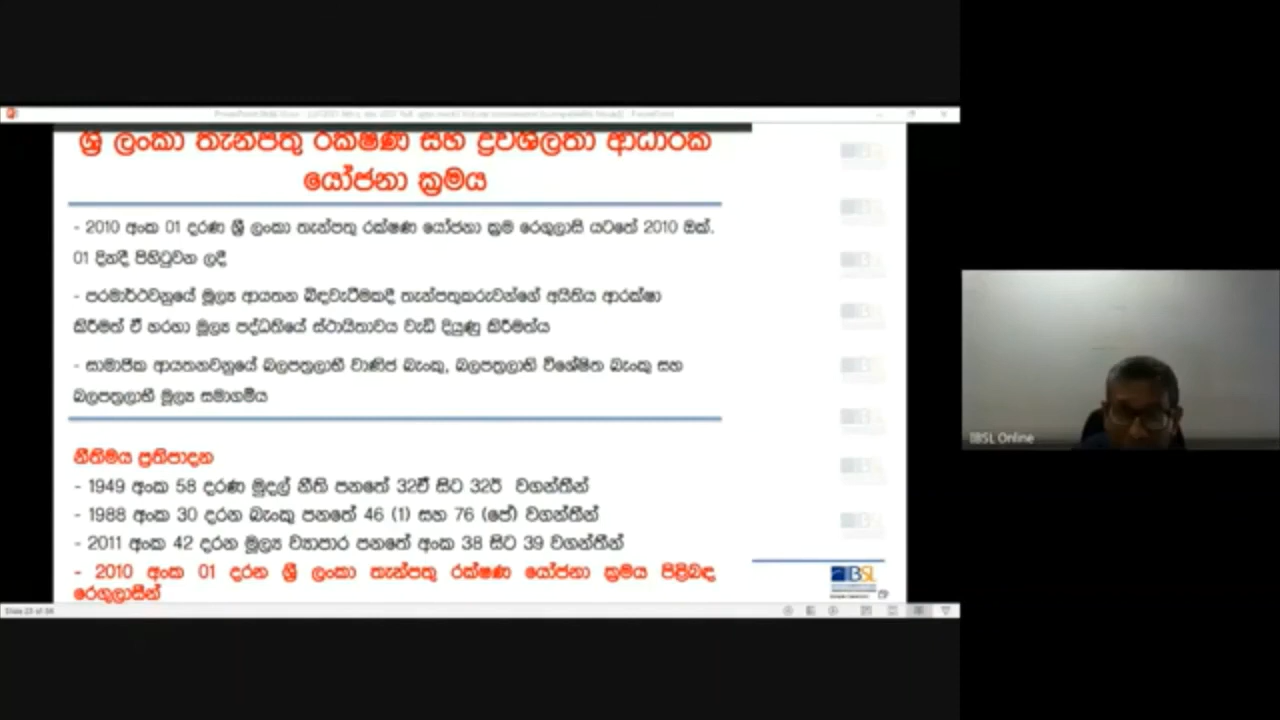 ශ්‍රී ලංකා තැන්පතු රක්ෂණ සහ ද්‍රවශීලතා ආධාරක
යෝජනා ක්‍රමය
- 2010 අංක 01 දරණ ශ්‍රී ලංකා තැන්පතු රක්ෂණ යෝජනා ක්‍රම රෙගුලාසි යටතේ 2010 ඔක්.
01 දිනදී පිහිටුවන ලදී
- පරමාර්ථවනුයේ මූල්‍ය ආයතන බිඳවැටීමකදී තැන්පතුකරුවන්ගේ අයිතිය ආරක්ෂා
කිරීමත් ඒ හරහා මූල්‍ය පද්ධතියේ ස්ථායිතාවය වැඩි දියුණු කිරීමත්ය
- සාමාජික ආයතනවනුයේ බලපත්‍රලාභී වාණිජ බැංකු, බලපත්‍රලාභී විශේෂිත බැංකු සහ
බලපත්‍රලාභී මූල්‍ය සමාගම්ය
නීතිමය ප්‍රතිපාදන
- 1949 අංක 58 දරණ මුදල් නීති පනතේ 32ඒ සිට 32ඊ වගන්තීන්
- 1988 අංක 30 දරන බැංකු පනතේ 46 (1) සහ 76 (ජේ) වගන්තීන්
- 2011 අංක 42 දරන මූල්‍ය ව්‍යාපාර පනතේ අංක 38 සිට 39 වගන්තීන්
- 2010 අංක 01 දරන ශ්‍රී ලංකා තැන්පතු රක්ෂණ යෝජනා ක්‍රමය පිළිබඳ
රෙගුලාසීන්
IBSL
IBSL Online